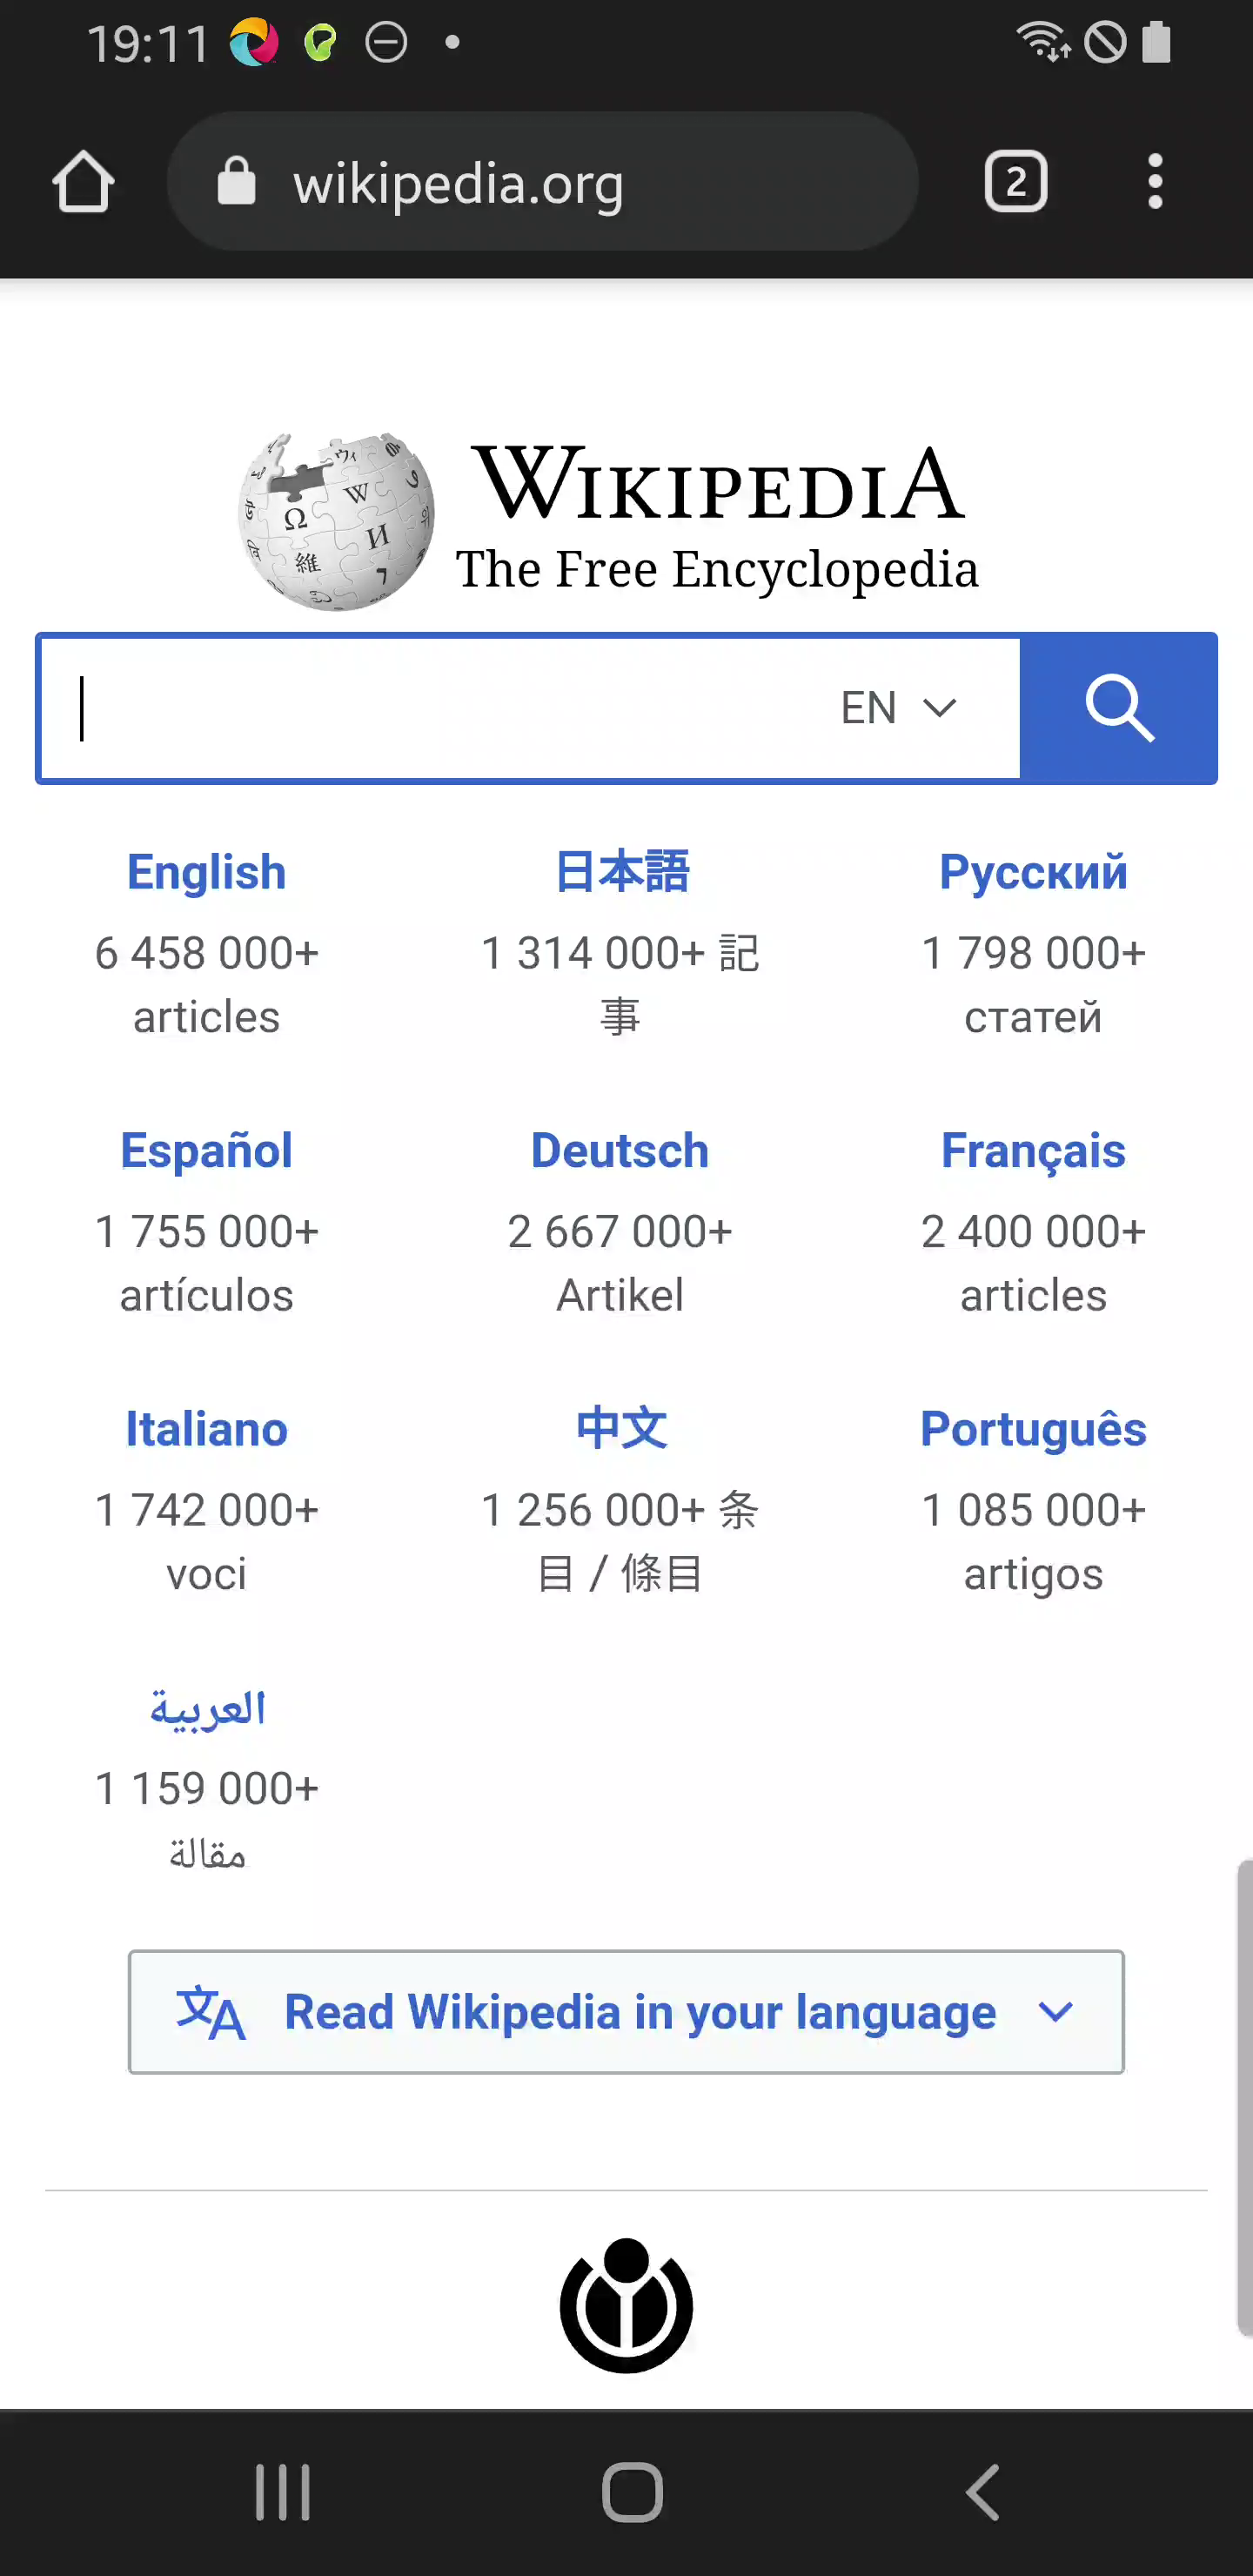 19:11
wikipedia.org
2
WIKIPEDIA
The Free Encyclopedia
EN
English
6 458 000+
articles
日本語
1 314 000+ 記
事
Русский
1 798 000+
статей
Español
1 755 000+
artículos
Deutsch
2 667 000+
Artikel
Français
2 400 000+
articles
Italiano
1 742 000+
voci
中文
1 256 000+ 条
目 / 條目
Português
1 085 000+
artigos
العربية
1 159 000+
مقالة
Read Wikipedia in your language